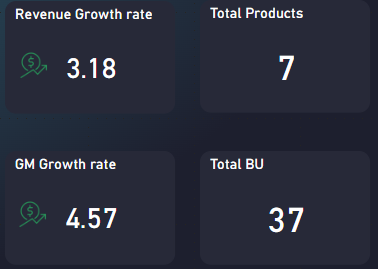 Revenue Growth rate
3.18
Total Products
7
GM Growth rate
4.57
Total BU
37